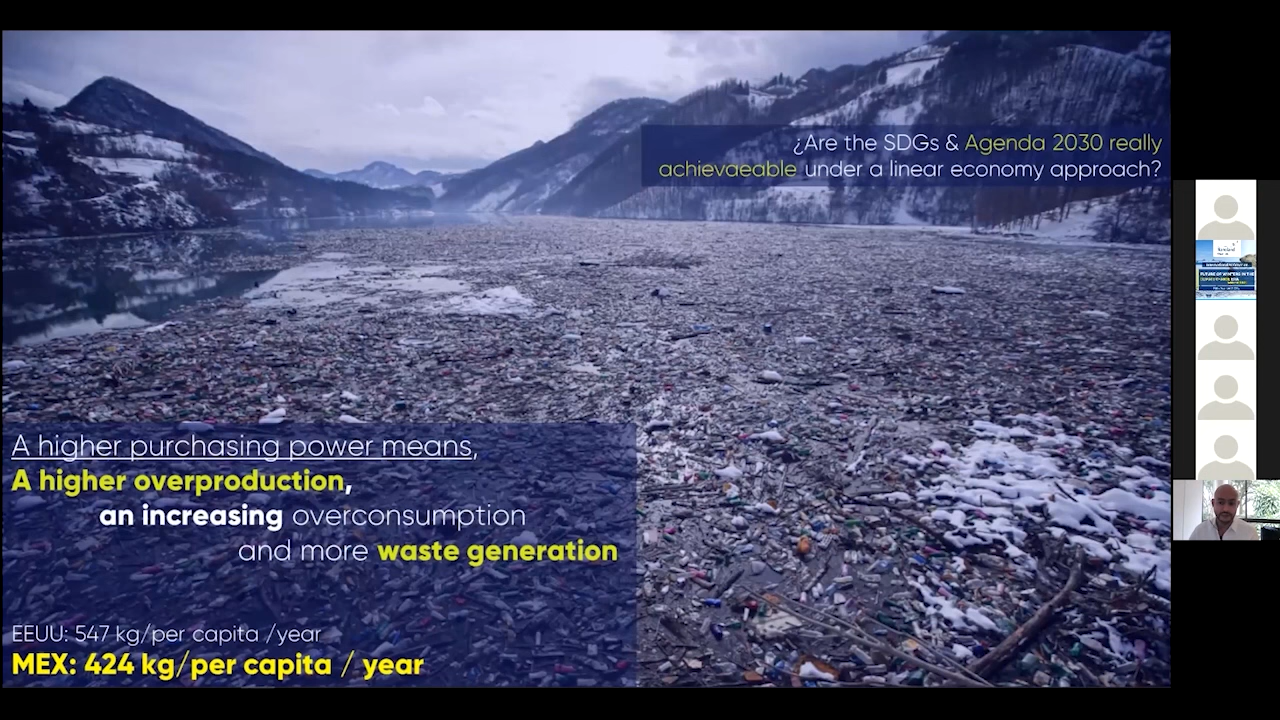 ¿Are the SDGs & Agenda 2030 really
achievaeable under a linear economy approach?
A higher purchasing power means,
A higher overproduction,
an increasing overconsumption
and more waste generation
EEUU: 547 kg/per capita /year
MEX: 424 kg/per capita / year